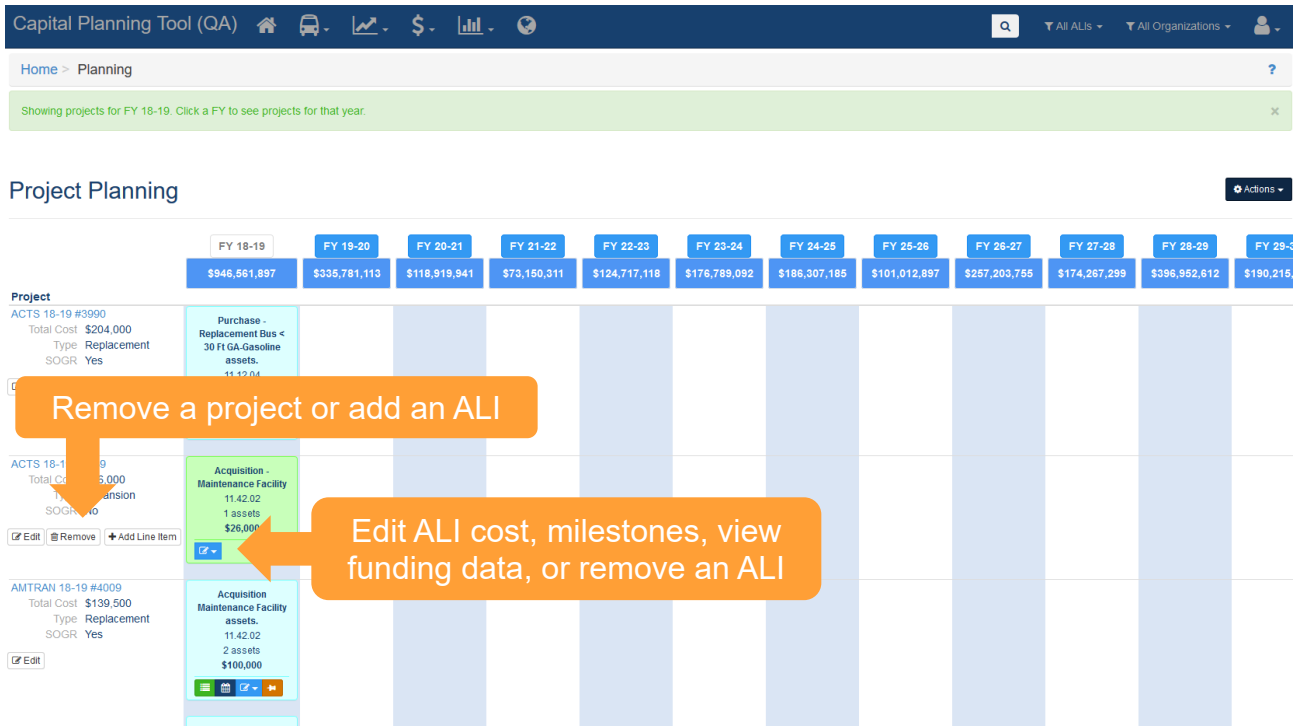 Capital Planning Tool (QA) $ All ALIs All Organizations
Home > Planning ?
Showing projects for FY 18-19. Click a FY to see projects for that year. ×
Project Planning Actions
FY 18-19 FY 19-20 FY 20-21 FY 21-22 FY 22-23 FY 23-24 FY 24-25 FY 25-26 FY 26-27 FY 27-28 FY 28-29 FY 29-3
$946,561,897 $335,781,113 $118,919,941 $73,150,311 $124,717,118 $176,789,092 $186,307,185 $101,012,897 $257,203,755 $174,267,299 $396,952,612 $190,215,
Project
ACTS 18-19 #3990
Total Cost $204,000
Type Replacement
SOGR Yes
Purchase -
Replacement Bus <
30 Ft GA-Gasoline
assets.
11.12.04
Remove a project or add an ALI
ACTS 18-1
SOGR No
Edit Remove + Add Line Item
Acquisition -
Maintenance Facility
11.42.02
1 assets
$26,000
Edit ALI cost, milestones, view
funding data, or remove an ALI
AMTRAN 18-19 #4009
Total Cost $139,500
Type Replacement
SOGR Yes
Edit
Acquisition
Maintenance Facility
assets.
11.42.02
2 assets
$100,000